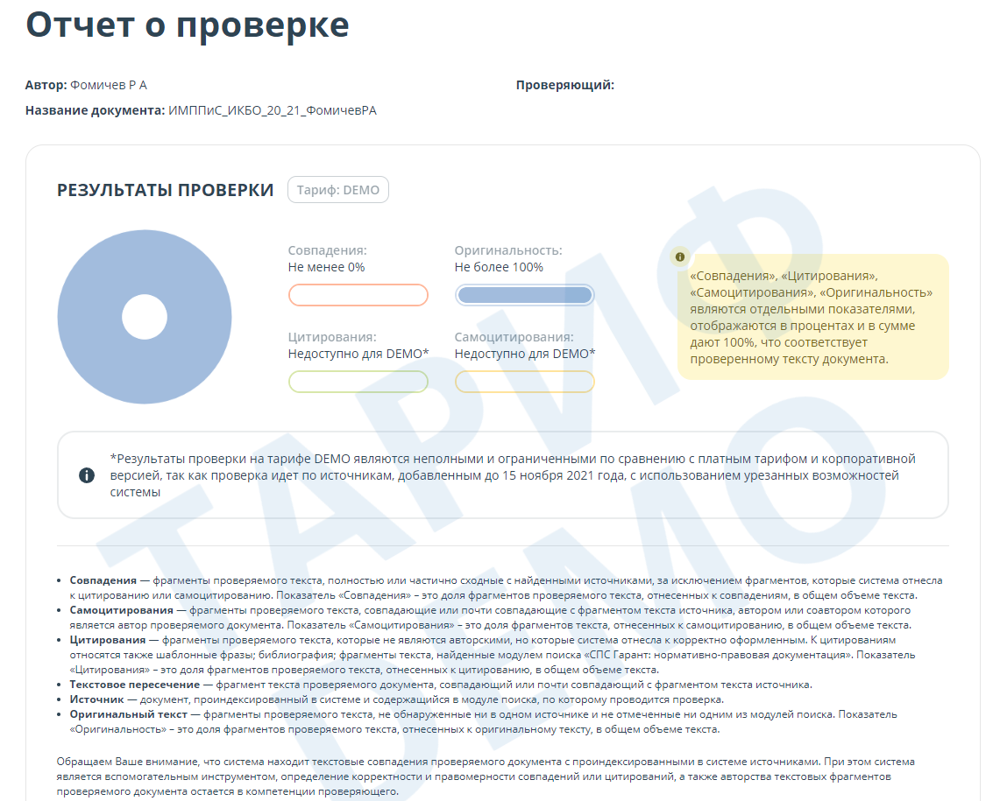 Отчет о проверке
Автор: Фомичев Р А
Проверяющий:
Название документа: ИМППиС_ИКБО_20_21_ФомичевРА
РЕЗУЛЬТАТЫ ПРОВЕРКИ
Тариф: DEMO
Совпадения:
Не менее 0%
Оригинальность:
Не более 100%
Цитирования:
Недоступно для DEMO*
Самоцитирования:
Недоступно для DEMO*
«Совпадения», «Цитирования»,
«Самоцитирования», «Оригинальность»
являются отдельными показателями,
отображаются в процентах и в сумме
дают 100%, что соответствует
проверенному тексту документа.
*Результаты проверки на тарифе DEMO являются неполными и ограниченными по сравнению с платным тарифом и корпоративной
версией, так как проверка идет по источникам, добавленным до 15 ноября 2021 года, с использованием урезанных возможностей
системы
• Совпадения — фрагменты проверяемого текста, полностью или частично сходные с найденными источниками, за исключением фрагментов, которые система отнесла
к цитированию или самоцитированию. Показатель «Совпадения» – это доля фрагментов проверяемого текста, отнесенных к совпадениям, в общем объеме текста.
• Самоцитирования — фрагменты проверяемого текста, совпадающие или почти совпадающие с фрагментом текста источника, автором или соавтором которого
является автор проверяемого документа. Показатель «Самоцитирования» – это доля фрагментов текста, отнесенных к самоцитированию, в общем объеме текста.
• Цитирования — фрагменты проверяемого текста, которые не являются авторскими, но которые система отнесла к корректно оформленным. К цитированиям
относятся также шаблонные фразы; библиография; фрагменты текста, найденные модулем поиска «СПС Гарант: нормативно-правовая документация». Показатель
«Цитирования» – это доля фрагментов проверяемого текста, отнесенных к цитированию, в общем объеме текста.
• Текстовое пересечение — фрагмент текста проверяемого документа, совпадающий или почти совпадающий с фрагментом текста источника.
• Источник — документ, проиндексированный в системе и содержащийся в модуле поиска, по которому проводится проверка.
• Оригинальный текст — фрагменты проверяемого текста, не обнаруженные ни в одном источнике и не отмеченные ни одним из модулей поиска. Показатель
«Оригинальность» – это доля фрагментов проверяемого текста, отнесенных к оригинальному тексту, в общем объеме текста.
Обращаем Ваше внимание, что система находит текстовые совпадения проверяемого документа с проиндексированными в системе источниками. При этом система
является вспомогательным инструментом, определение корректности и правомерности совпадений или цитирований, а также авторства текстовых фрагментов
проверяемого документа остается в компетенции проверяющего.
ТАРИФ
DEMO